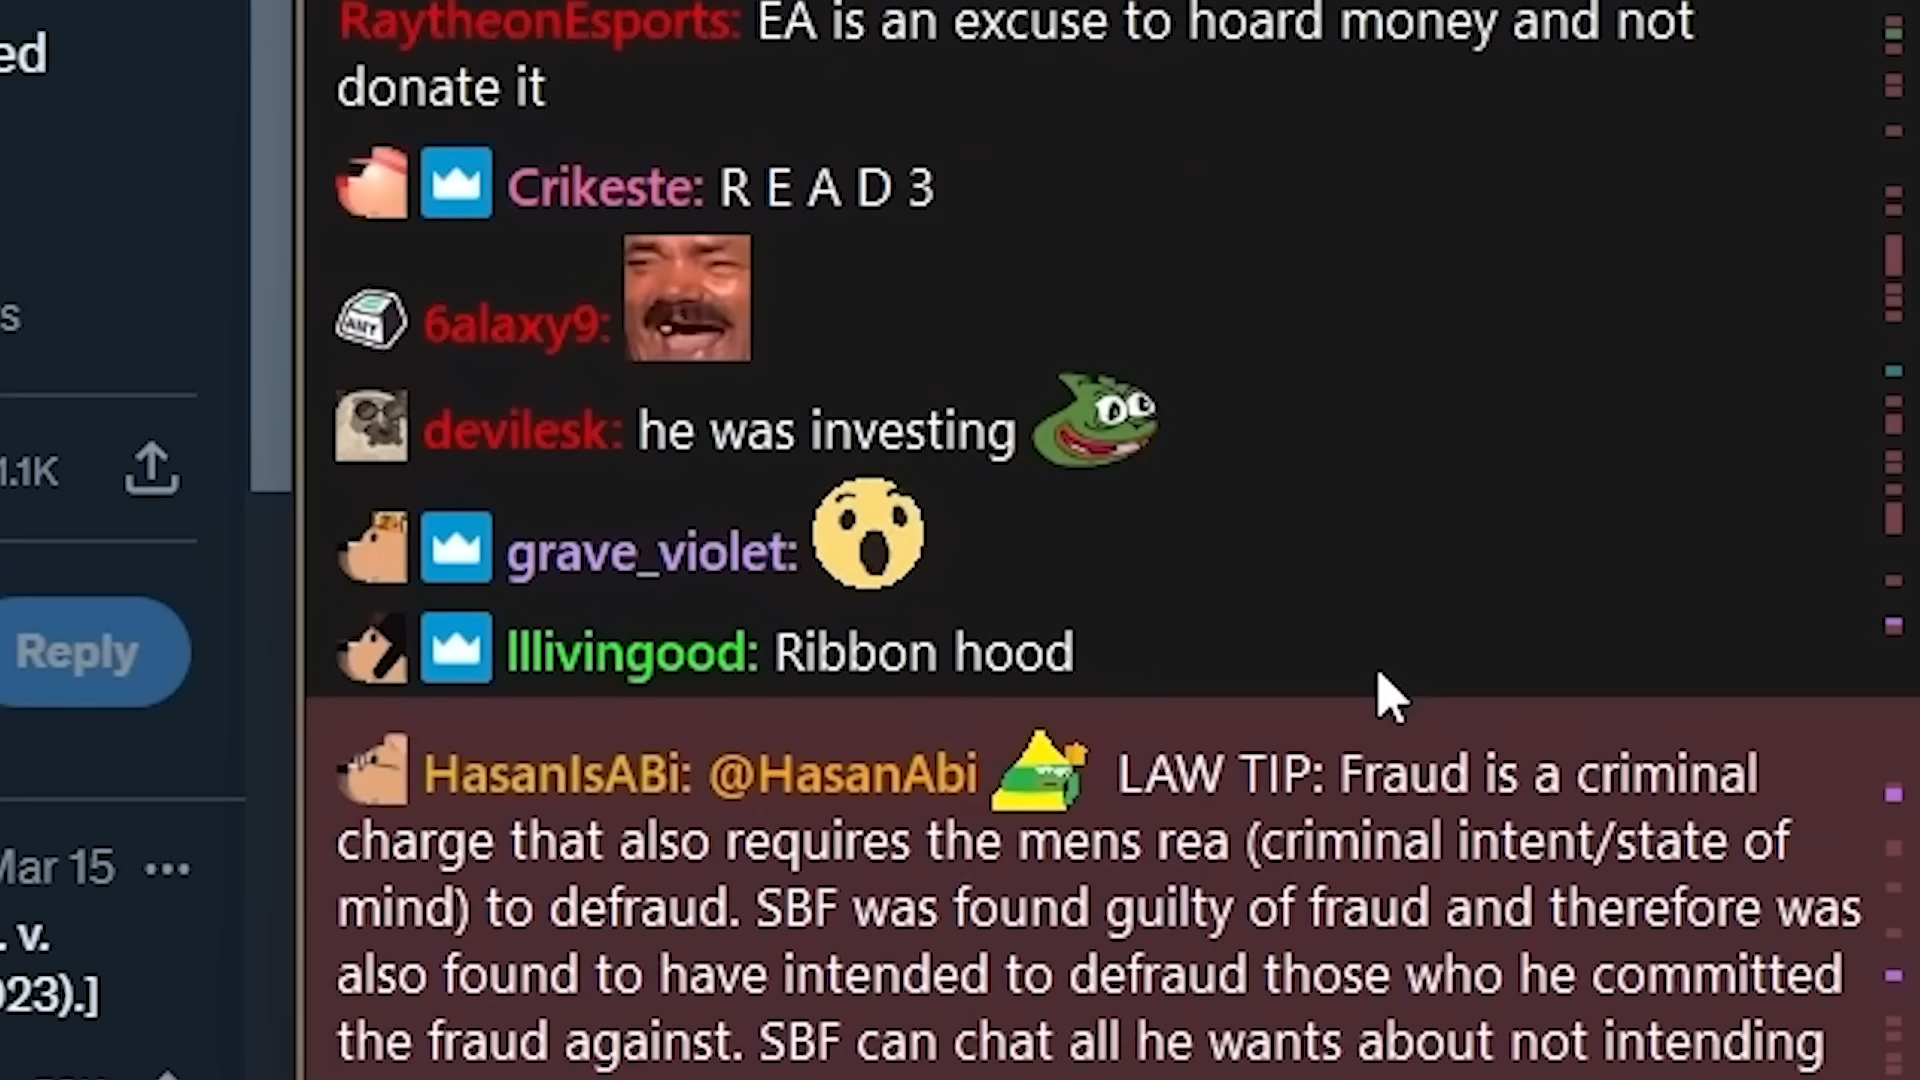 ed
s
1.1K
Reply
Mar 15 ...
. v.
023).]
RaytheonEsports: EA is an excuse to hoard money and not
donate it
Crikeste: R E A D 3
ANY 6alaxy9:
devilesk: he was investing
grave_violet:
lllivingood: Ribbon hood
HasanIsABi: @HasanAbi LAW TIP: Fraud is a criminal
charge that also requires the mens rea (criminal intent/state of
mind) to defraud. SBF was found guilty of fraud and therefore was
also found to have intended to defraud those who he committed
the fraud against. SBF can chat all he wants about not intending